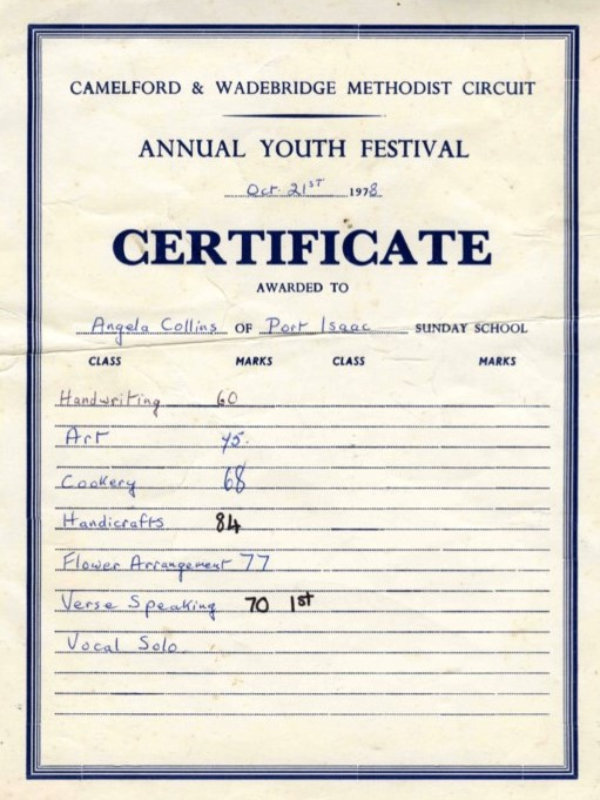 CAMELFORD & WADEBRIDGE METHODIST CIRCUIT
ANNUAL YOUTH FESTIVAL
Oct. 21ST 1978
CERTIFICATE
AWARDED TO
Angela Collins OF Port Isaac SUNDAY SCHOOL
CLASS MARKS CLASS MARKS
Handwriting 60
Art 75.
Cookery 68
Handicrafts 84
Flower Arrangement 77
Verse Speaking 70 1st
Vocal Solo.